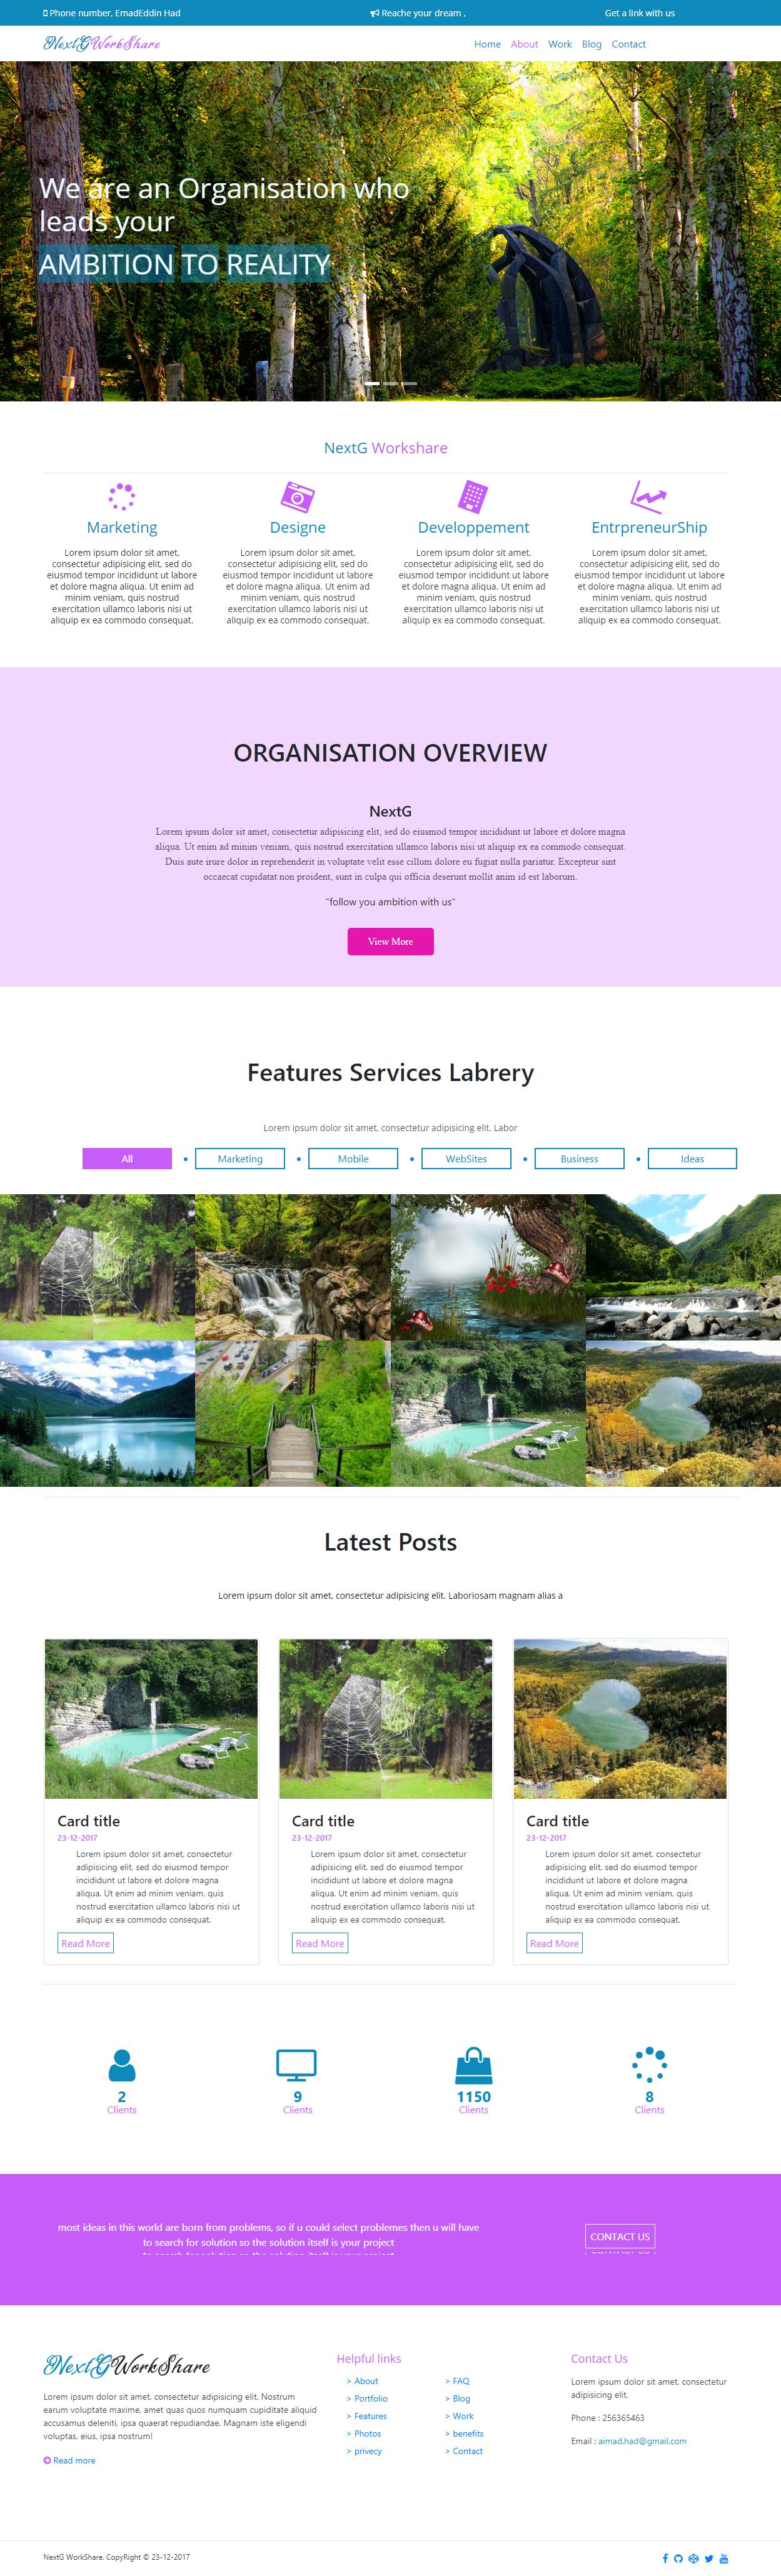 Phone number, EmadEddin Had
Reache your dream ,
Get a link with us
NextGWorkShare
Home About Work Blog Contact
We are an Organisation who
leads your
AMBITION TO REALITY
NextG Workshare
Marketing
Lorem ipsum dolor sit amet,
consectetur adipisicing elit, sed do
eiusmod tempor incididunt ut labore
et dolore magna aliqua. Ut enim ad
minim veniam, quis nostrud
exercitation ullamco laboris nisi ut
aliquip ex ea commodo consequat.
Designe
Lorem ipsum dolor sit amet,
consectetur adipisicing elit, sed do
eiusmod tempor incididunt ut labore
et dolore magna aliqua. Ut enim ad
minim veniam, quis nostrud
exercitation ullamco laboris nisi ut
aliquip ex ea commodo consequat.
Developpement
Lorem ipsum dolor sit amet,
consectetur adipisicing elit, sed do
eiusmod tempor incididunt ut labore
et dolore magna aliqua. Ut enim ad
minim veniam, quis nostrud
exercitation ullamco laboris nisi ut
aliquip ex ea commodo consequat.
EntrpreneurShip
Lorem ipsum dolor sit amet,
consectetur adipisicing elit, sed do
eiusmod tempor incididunt ut labore
et dolore magna aliqua. Ut enim ad
minim veniam, quis nostrud
exercitation ullamco laboris nisi ut
aliquip ex ea commodo consequat.
ORGANISATION OVERVIEW
NextG
Lorem ipsum dolor sit amet, consectetur adipisicing elit, sed do eiusmod tempor incididunt ut labore et dolore magna
aliqua. Ut enim ad minim veniam, quis nostrud exercitation ullamco laboris nisi ut aliquip ex ea commodo consequat.
Duis aute irure dolor in reprehenderit in voluptate velit esse cillum dolore eu fugiat nulla pariatur. Excepteur sint
occaecat cupidatat non proident, sunt in culpa qui officia deserunt mollit anim id est laborum.
"follow you ambition with us"
View More
Features Services Labrery
Lorem ipsum dolor sit amet, consectetur adipisicing elit. Labor
All • Marketing • Mobile • WebSites • Business • Ideas
Latest Posts
Lorem ipsum dolor sit amet, consectetur adipisicing elit. Laboriosam magnam alias a
Card title
23-12-2017
Lorem ipsum dolor sit amet, consectetur
adipisicing elit, sed do eiusmod tempor
incididunt ut labore et dolore magna
aliqua. Ut enim ad minim veniam, quis
nostrud exercitation ullamco laboris nisi ut
aliquip ex ea commodo consequat.
Read More
Card title
23-12-2017
Lorem ipsum dolor sit amet, consectetur
adipisicing elit, sed do eiusmod tempor
incididunt ut labore et dolore magna
aliqua. Ut enim ad minim veniam, quis
nostrud exercitation ullamco laboris nisi ut
aliquip ex ea commodo consequat.
Read More
Card title
23-12-2017
Lorem ipsum dolor sit amet, consectetur
adipisicing elit, sed do eiusmod tempor
incididunt ut labore et dolore magna
aliqua. Ut enim ad minim veniam, quis
nostrud exercitation ullamco laboris nisi ut
aliquip ex ea commodo consequat.
Read More
2
Clients
9
Clients
1150
Clients
8
Clients
most ideas in this world are born from problems, so if u could select problemes then u will have
to search for solution so the solution itself is your project
CONTACT US
NextGWorkShare
Lorem ipsum dolor sit amet, consectetur adipisicing elit. Nostrum
earum voluptate maxime, amet quas quos numquam cupiditate aliquid
accusamus deleniti, ipsa quaerat repudiandae. Magnam iste eligendi
voluptas, eius, ipsa nostrum!
Read more
Helpful links
> About
> Portfolio
> Features
> Photos
> privecy
> FAQ
> Blog
> Work
> benefits
> Contact
Contact Us
Lorem ipsum dolor sit amet, consectetur
adipisicing elit.
Phone : 256365463
Email : aimad.had@gmail.com
NextG WorkShare. CopyRight © 23-12-2017